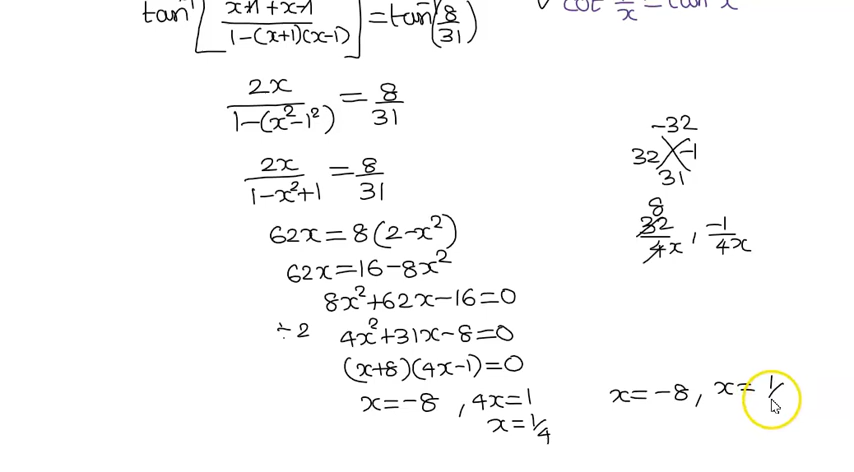 tan⁻¹[(x+1+x-1)/(1-(x+1)(x-1))] = tan⁻¹(8/31)
cot 1/x = tan x
2x/(1-(x²-1²)) = 8/31
2x/(1-x²+1) = 8/31
62x = 8(2-x²)
62x = 16-8x²
8x²+62x-16=0
÷2 4x²+31x-8=0
(x+8)(4x-1)=0
x=-8, 4x=1
x=1/4
-32
32 -1
31
8
32/4x, -1/4x
x=-8, x=1/